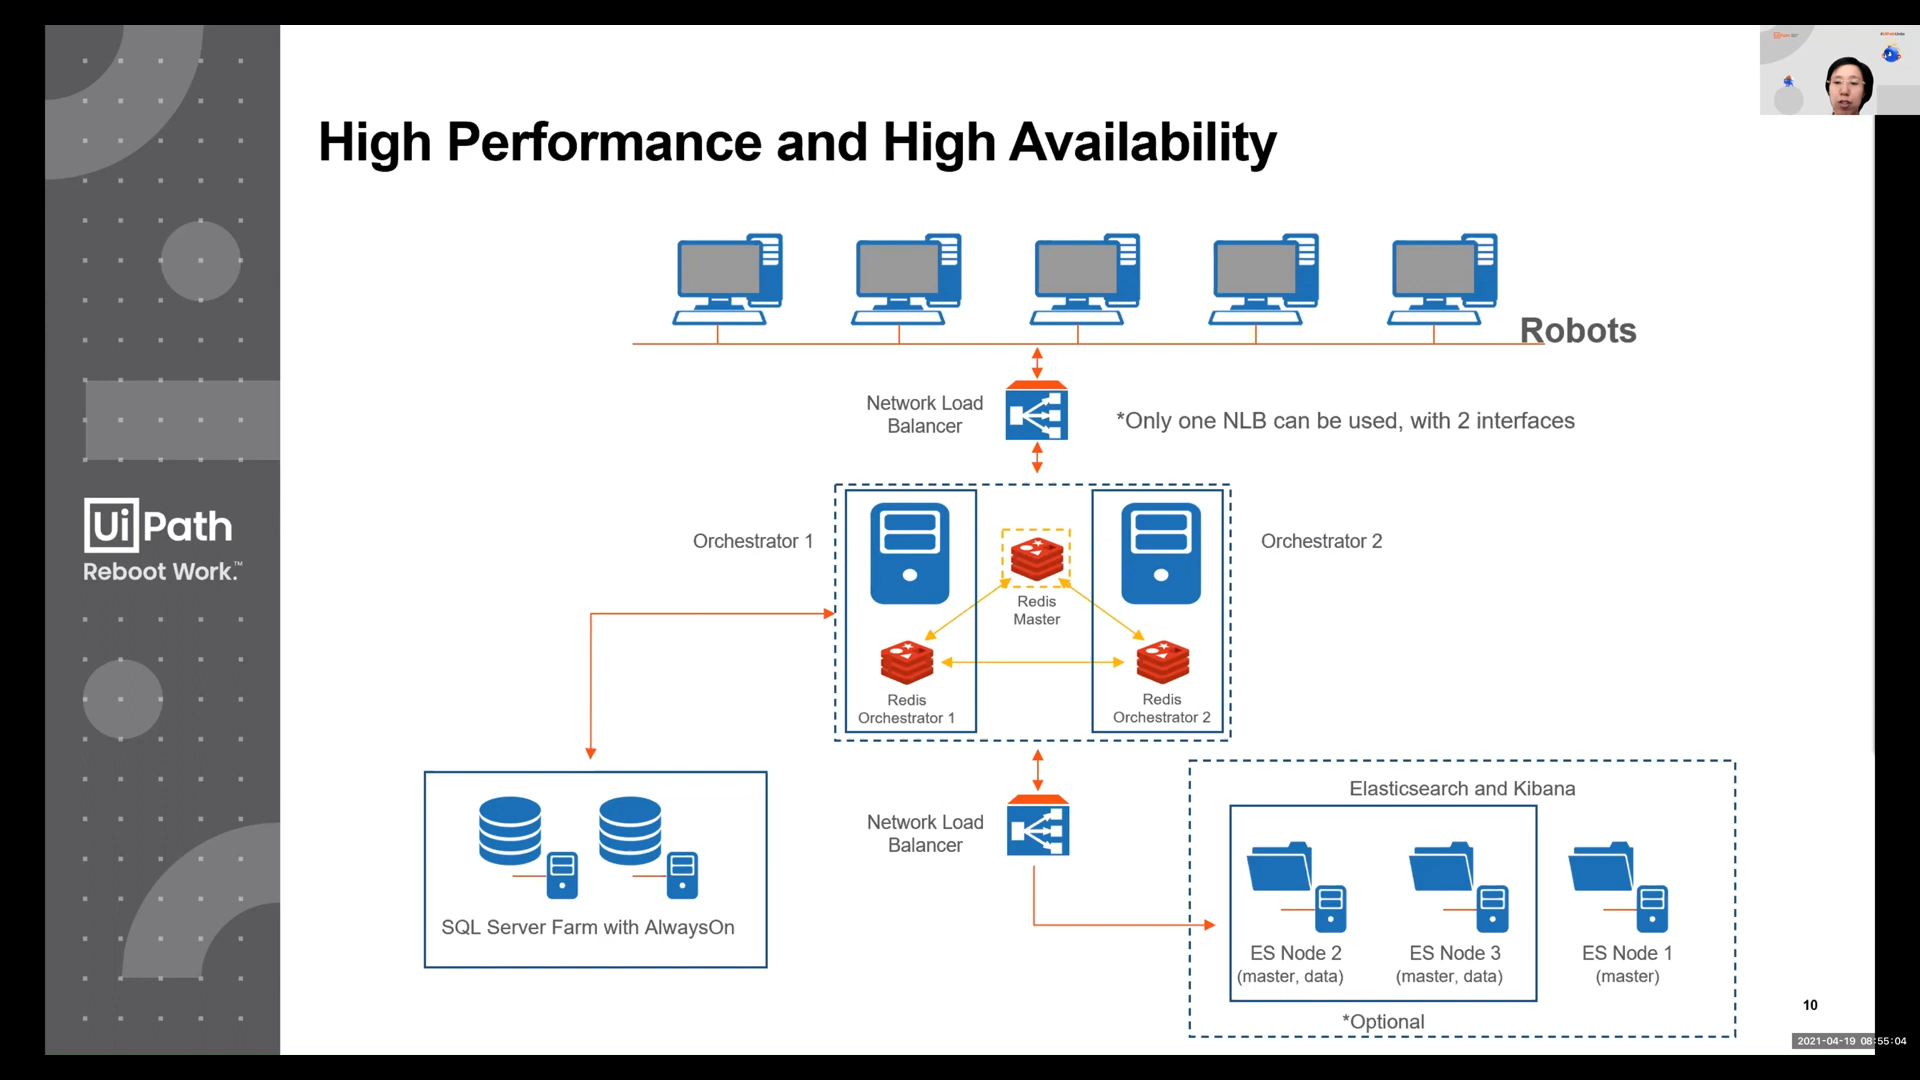 High Performance and High Availability
Robots
Network Load
Balancer
*Only one NLB can be used, with 2 interfaces
Orchestrator 1
Orchestrator 2
Redis
Master
Redis
Orchestrator 1
Redis
Orchestrator 2
UiPath
Reboot Work.™
Network Load
Balancer
SQL Server Farm with AlwaysOn
Elasticsearch and Kibana
ES Node 2
(master, data)
ES Node 3
(master, data)
ES Node 1
(master)
*Optional
10
2021-04-19 08:55:04